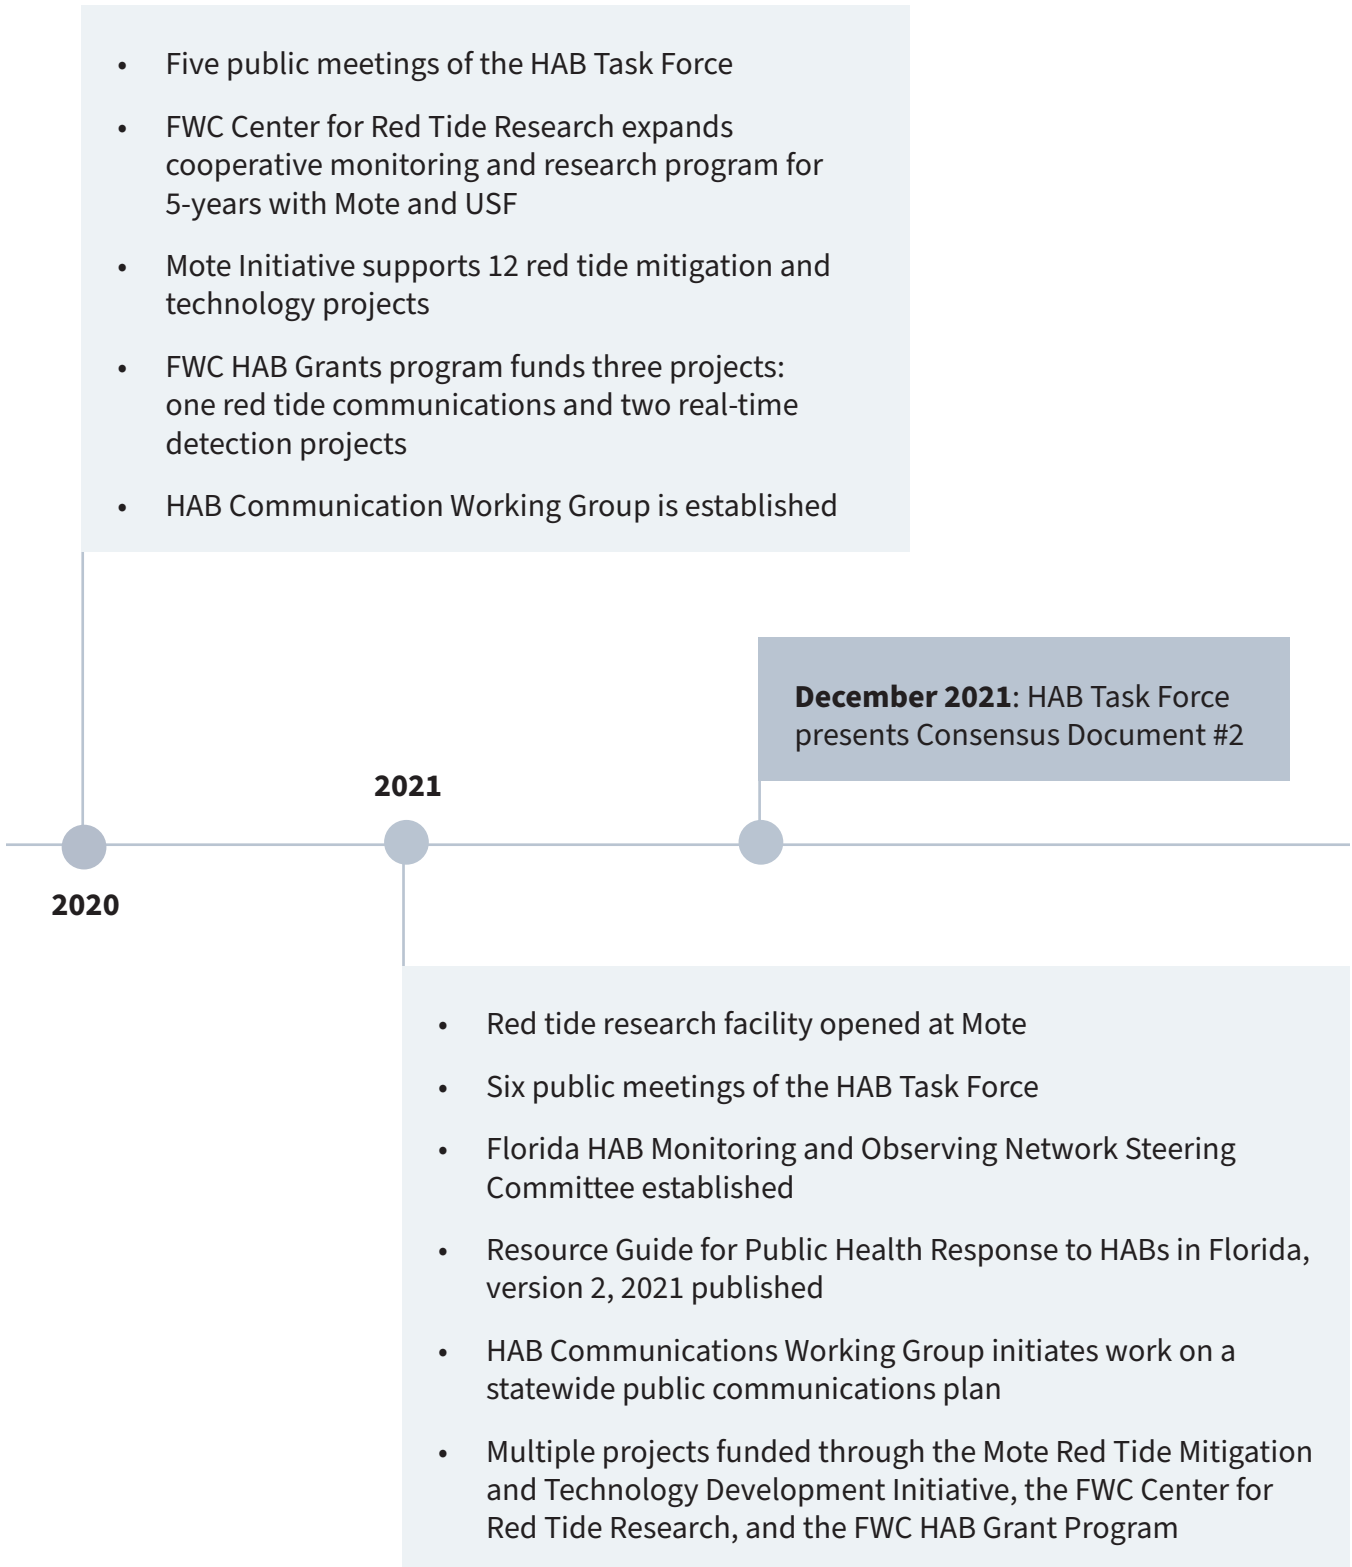 • Five public meetings of the HAB Task Force
• FWC Center for Red Tide Research expands
cooperative monitoring and research program for
5-years with Mote and USF
• Mote Initiative supports 12 red tide mitigation and
technology projects
• FWC HAB Grants program funds three projects:
one red tide communications and two real-time
detection projects
• HAB Communication Working Group is established
December 2021: HAB Task Force
presents Consensus Document #2
2021
2020
• Red tide research facility opened at Mote
• Six public meetings of the HAB Task Force
• Florida HAB Monitoring and Observing Network Steering
Committee established
• Resource Guide for Public Health Response to HABs in Florida,
version 2, 2021 published
• HAB Communications Working Group initiates work on a
statewide public communications plan
• Multiple projects funded through the Mote Red Tide Mitigation
and Technology Development Initiative, the FWC Center for
Red Tide Research, and the FWC HAB Grant Program